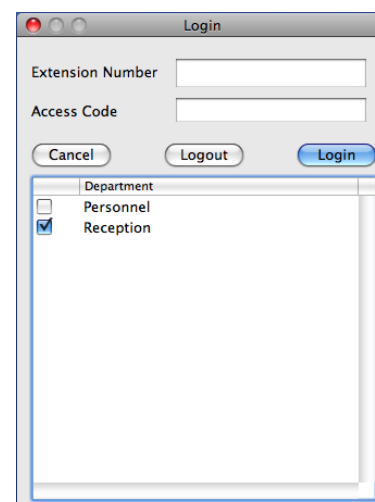 Login
Extension Number
Access Code
Cancel Logout Login
Department
Personnel
Reception